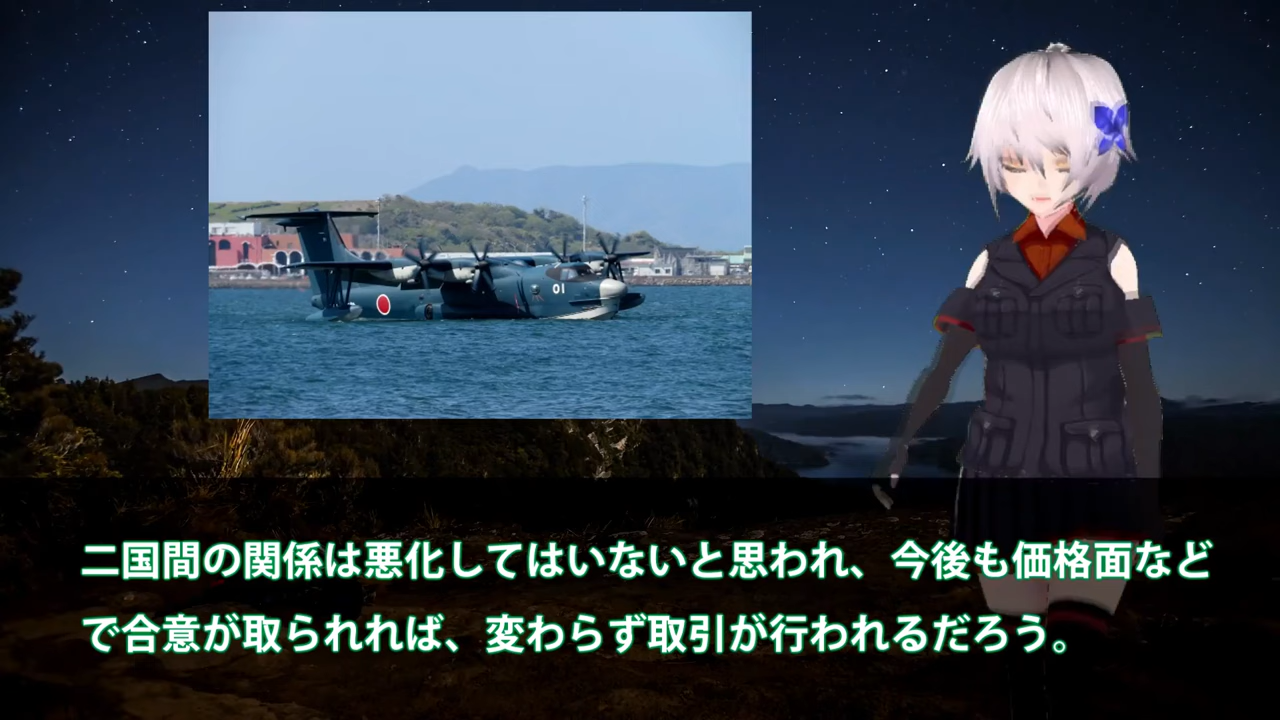 01
二国間の関係は悪化してはいないと思われ、今後も価格面など
で合意が取られれば、変わらず取引が行われるだろう。